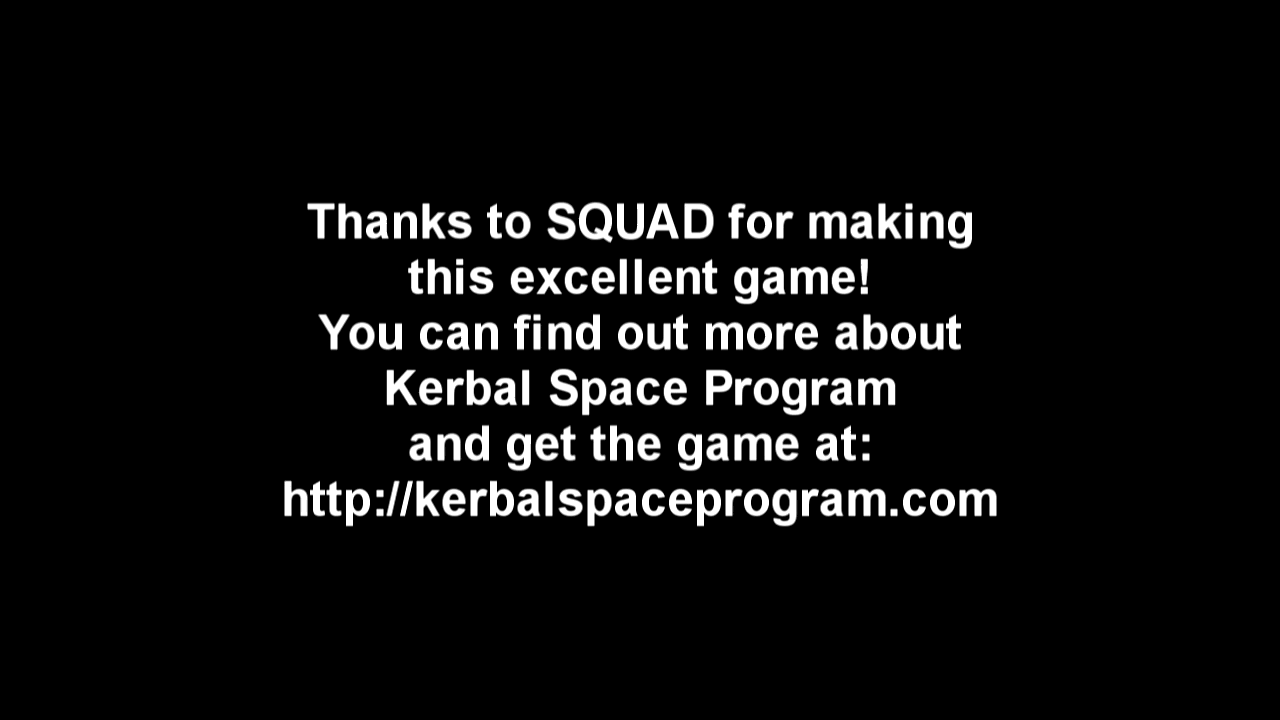 Thanks to SQUAD for making
this excellent game!
You can find out more about
Kerbal Space Program
and get the game at:
http://kerbalspaceprogram.com